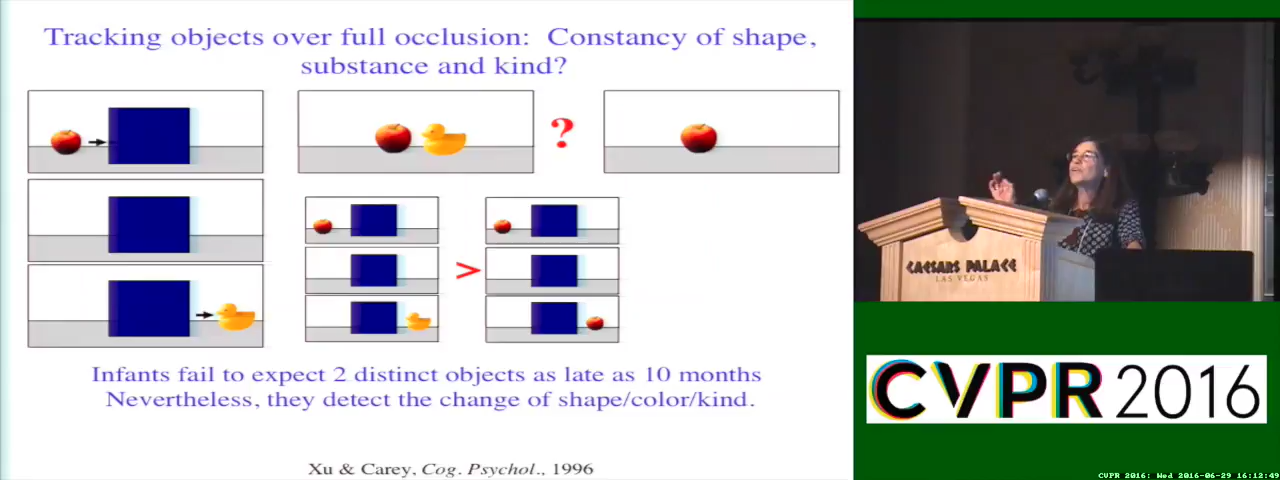 Tracking objects over full occlusion: Constancy of shape,
substance and kind?
?
>
Infants fail to expect 2 distinct objects as late as 10 months
Nevertheless, they detect the change of shape/color/kind.
Xu & Carey, Cog. Psychol., 1996
CAESARS PALACE
LAS VEGAS
CVPR 2016
CVPR 2016: Wed 2016-06-29 16:12:49